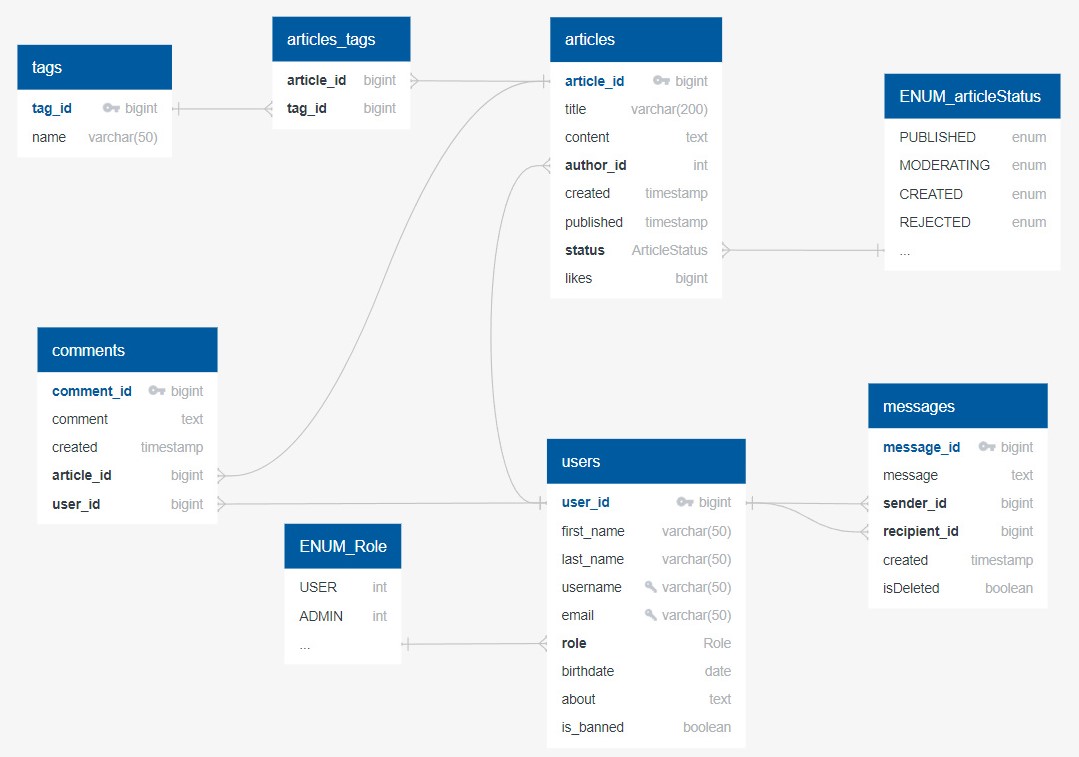 tags
tag_id bigint
name varchar(50)
articles_tags
article_id bigint
tag_id bigint
articles
article_id bigint
title varchar(200)
content text
author_id int
created timestamp
published timestamp
status ArticleStatus
likes bigint
ENUM_articleStatus
PUBLISHED enum
MODERATING enum
CREATED enum
REJECTED enum
...
comments
comment_id bigint
comment text
created timestamp
article_id bigint
user_id bigint
ENUM_Role
USER int
ADMIN int
...
users
user_id bigint
first_name varchar(50)
last_name varchar(50)
username varchar(50)
email varchar(50)
role Role
birthdate date
about text
is_banned boolean
messages
message_id bigint
message text
sender_id bigint
recipient_id bigint
created timestamp
isDeleted boolean